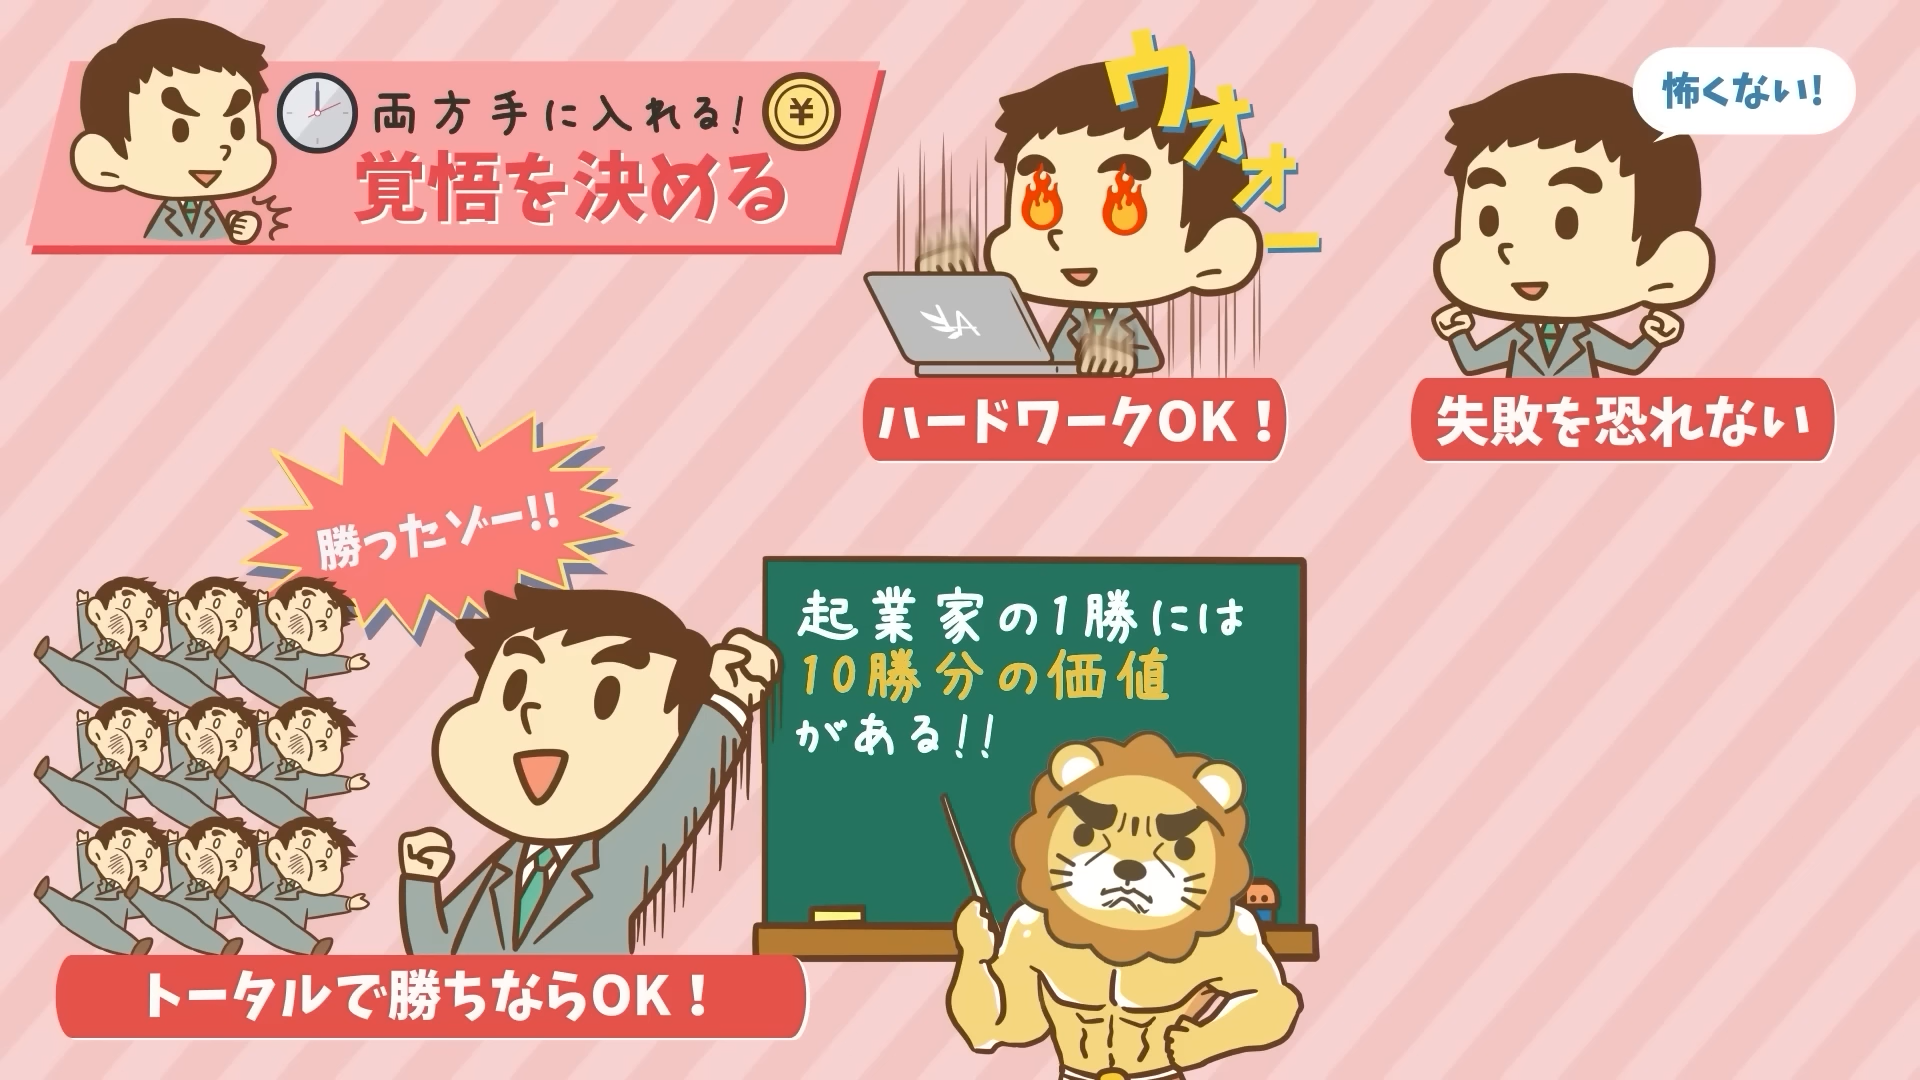 両方手に入れる!
覚悟を決める
ウオォー
A
ハードワークOK!
怖くない!
失敗を恐れない
勝ったゾー!!
トータルで勝ちならOK!
起業家の1勝には
10勝分の価値
がある!!